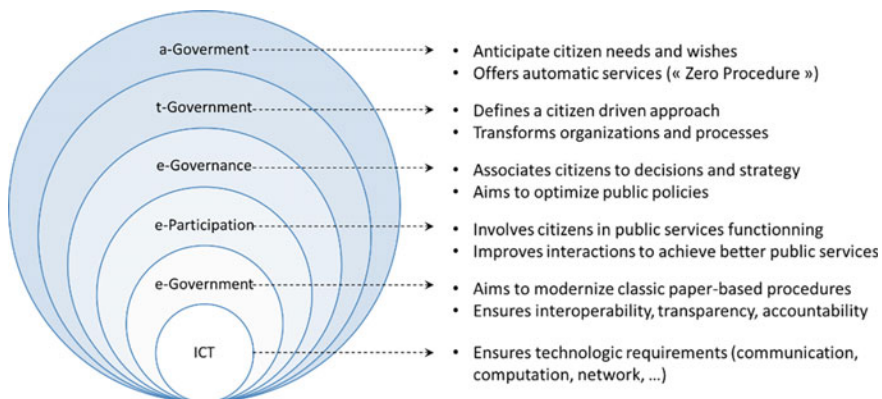 a-Goverment
• Anticipate citizen needs and wishes
• Offers automatic services (« Zero Procedure »)
t-Government
• Defines a citizen driven approach
• Transforms organizations and processes
e-Governance
• Associates citizens to decisions and strategy
• Aims to optimize public policies
e-Participation
• Involves citizens in public services functionning
• Improves interactions to achieve better public services
e-Government
• Aims to modernize classic paper-based procedures
• Ensures interoperability, transparency, accountability
ICT
• Ensures technologic requirements (communication,
computation, network, ...)